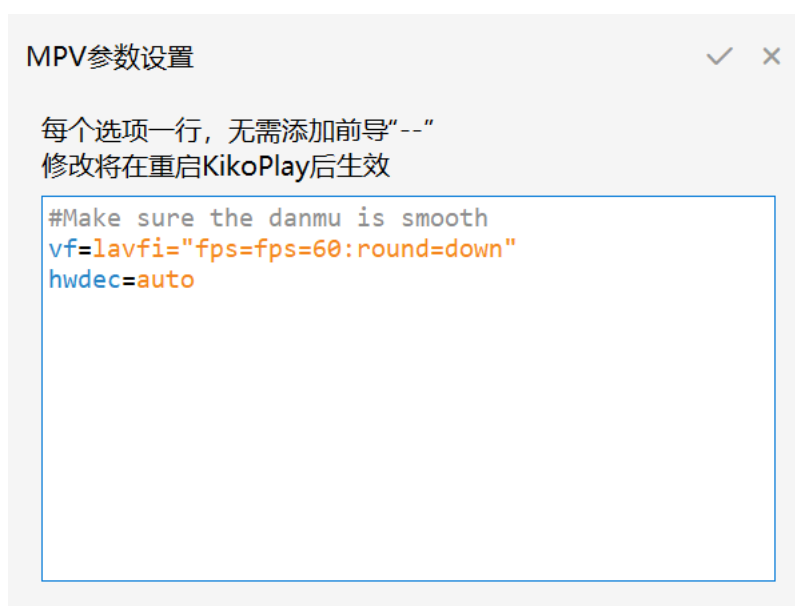 MPV参数设置
每个选项一行，无需添加前导“--”
修改将在重启KikoPlay后生效
#Make sure the danmu is smooth
vf=lavfi="fps=fps=60:round=down"
hwdec=auto